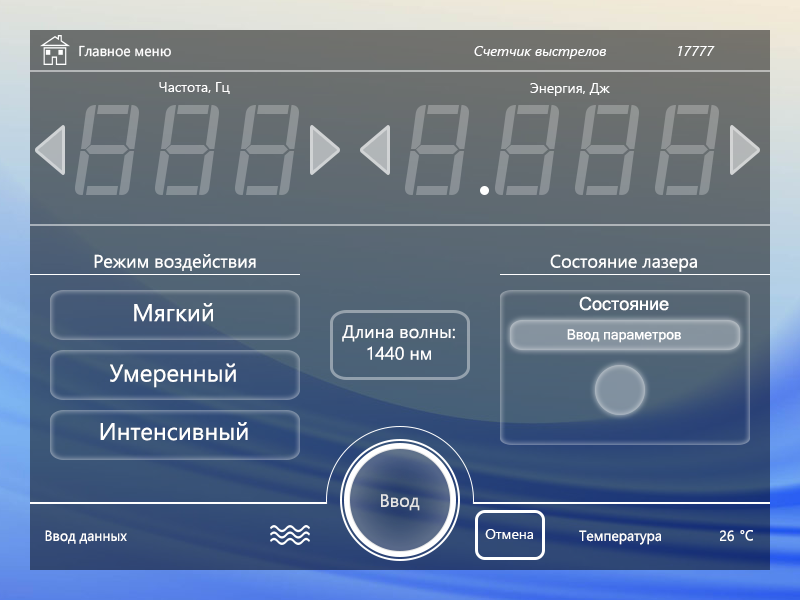 Главное меню
Счетчик выстрелов 17777
Частота, Гц
Энергия, Дж
Режим воздействия
Мягкий
Умеренный
Интенсивный
Длина волны:
1440 нм
Состояние лазера
Состояние
Ввод параметров
Ввод
Ввод данных
Отмена
Температура 26 °C